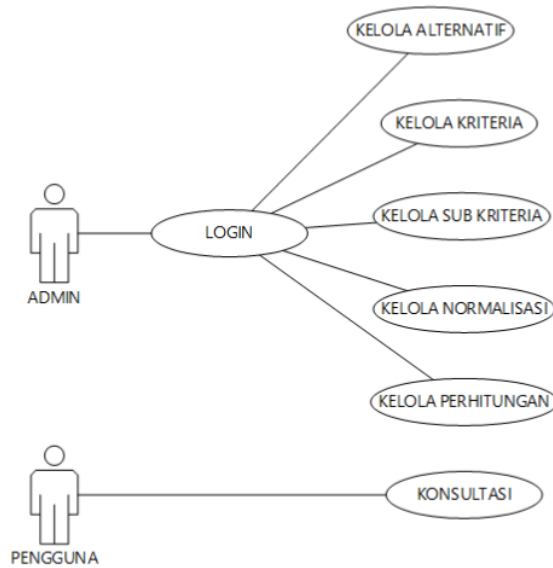 KELOLA ALTERNATIF
KELOLA KRITERIA
KELOLA SUB KRITERIA
LOGIN
ADMIN
KELOLA NORMALISASI
KELOLA PERHITUNGAN
KONSULTASI
PENGGUNA